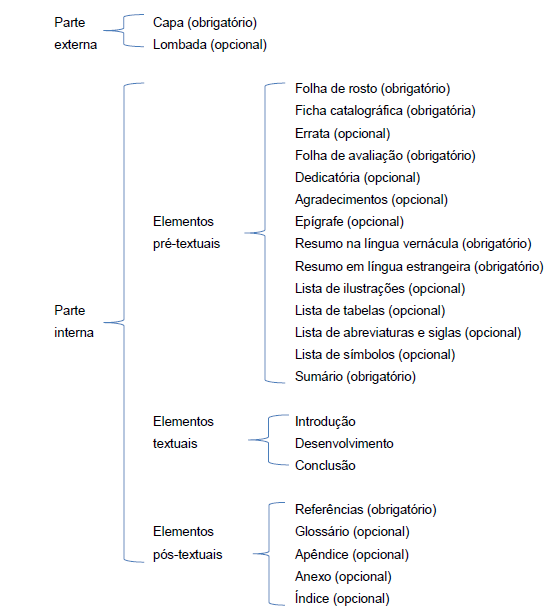 Parte
externa
Capa (obrigatório)
Lombada (opcional)
Parte
interna
Elementos
pré-textuais
Folha de rosto (obrigatório)
Ficha catalográfica (obrigatória)
Errata (opcional)
Folha de avaliação (obrigatório)
Dedicatória (opcional)
Agradecimentos (opcional)
Epígrafe (opcional)
Resumo na língua vernácula (obrigatório)
Resumo em língua estrangeira (obrigatório)
Lista de ilustrações (opcional)
Lista de tabelas (opcional)
Lista de abreviaturas e siglas (opcional)
Lista de símbolos (opcional)
Sumário (obrigatório)
Elementos
textuais
Introdução
Desenvolvimento
Conclusão
Elementos
pós-textuais
Referências (obrigatório)
Glossário (opcional)
Apêndice (opcional)
Anexo (opcional)
Índice (opcional)